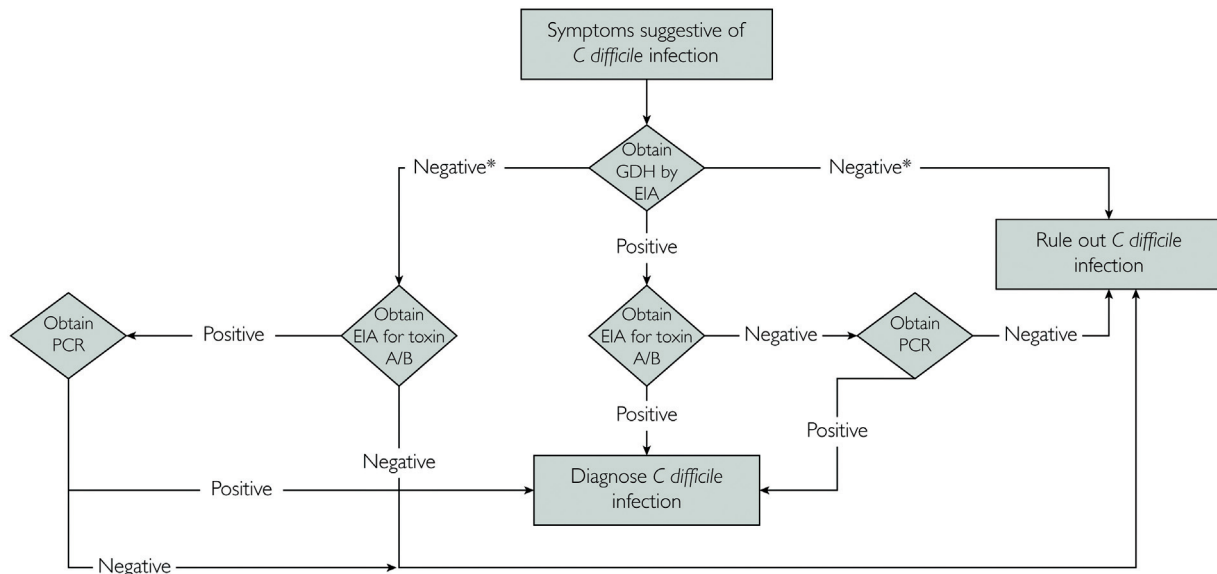 Symptoms suggestive of
C difficile infection
Obtain
GDH by
EIA
Negative*
Negative*
Positive
Rule out C difficile
infection
Obtain
PCR
Positive
Obtain
EIA for toxin
A/B
Obtain
EIA for toxin
A/B
Negative
Obtain
PCR
Negative
Positive
Positive
Negative
Diagnose C difficile
infection
Positive
Negative